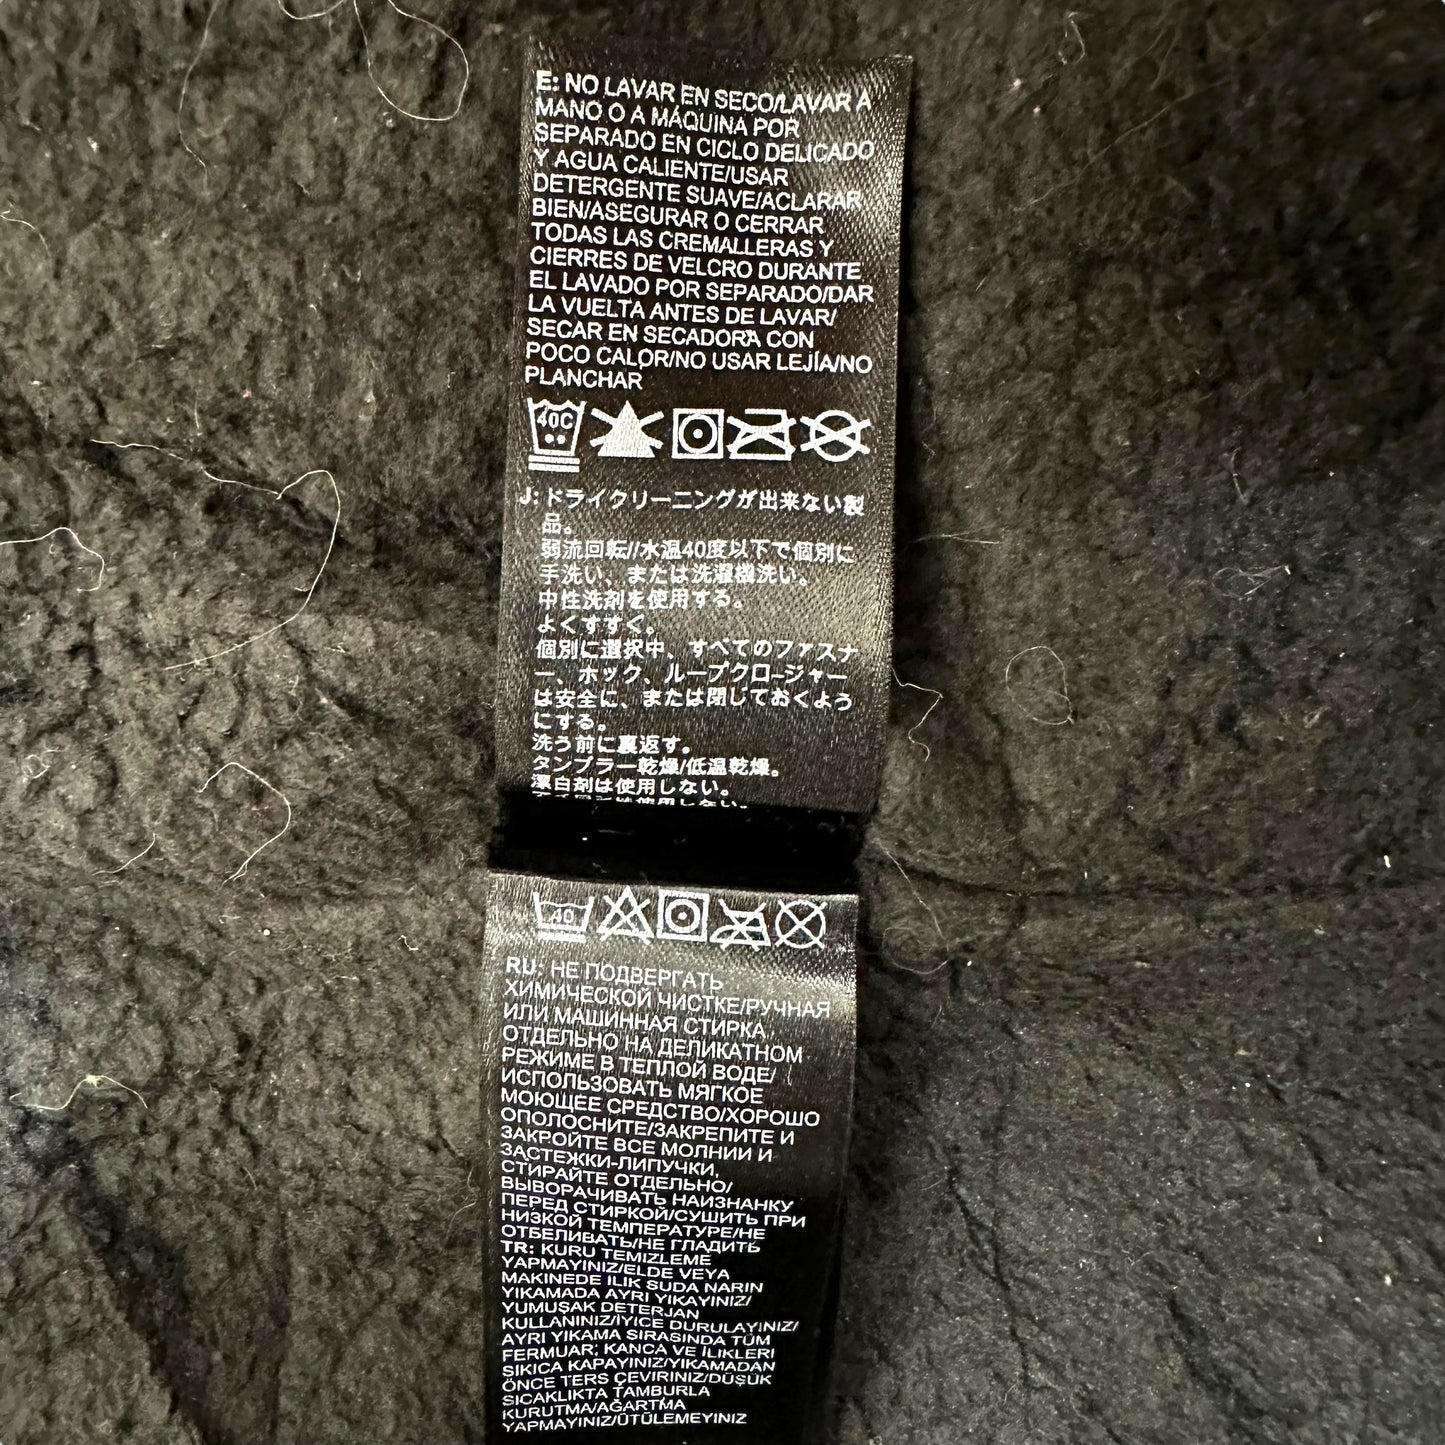 E: NO LAVAR EN SECO/LAVAR A
MANO O A MÁQUINA POR
SEPARADO EN CICLO DELICADO
Y AGUA CALIENTE/USAR
DETERGENTE SUAVE/ACLARAR
BIEN/ASEGURAR O CERRAR
TODAS LAS CREMALLERAS Y
CIERRES DE VELCRO DURANTE
EL LAVADO POR SEPARADO/DAR
LA VUELTA ANTES DE LAVAR/
SECAR EN SECADORA CON
POCO CALOR/NO USAR LEJÍA/NO
PLANCHAR
40C
J: ドライクリーニングが出来ない製
品。
弱流回転//水温40度以下で個別に
手洗い、または洗濯機洗い。
中性洗剤を使用する。
よくすすぐ。
個別に選択中、すべてのファスナ
ー、ホック、ループクロージャー
は安全に、または閉じておくよう
にする。
洗う前に裏返す。
タンブラー乾燥/低温乾燥。
漂白剤は使用しない。
40
RU: НЕ ПОДВЕРГАТЬ
ХИМИЧЕСКОЙ ЧИСТКЕ/РУЧНАЯ
ИЛИ МАШИННАЯ СТИРКА,
ОТДЕЛЬНО НА ДЕЛИКАТНОМ
РЕЖИМЕ В ТЕПЛОЙ ВОДЕ/
ИСПОЛЬЗОВАТЬ МЯГКОЕ
МОЮЩЕЕ СРЕДСТВО/ХОРОШО
ОПОЛОСНИТЕ/ЗАКРЕПИТЕ И
ЗАКРОЙТЕ ВСЕ МОЛНИИ И
ЗАСТЕЖКИ-ЛИПУЧКИ,
СТИРАЙТЕ ОТДЕЛЬНО/
ВЫВОРАЧИВАТЬ НАИЗНАНКУ
ПЕРЕД СТИРКОЙ/СУШИТЬ ПРИ
НИЗКОЙ ТЕМПЕРАТУРЕ/НЕ
ОТБЕЛИВАТЬ/НЕ ГЛАДИТЬ
TR: KURU TEMIZLEME
YAPMAYINIZ/ELDE VEYA
MAKINEDE ILIK SUDA NARIN
YIKAMADA AYRI YIKAYINIZ/
YUMUŞAK DETERJAN
KULLANINIZ/İYİCE DURULAYINIZ/
AYRI YIKAMA SIRASINDA TÜM
FERMUAR; KANCA VE İLIKLERI
SIKICA KAPAYINIZ/YIKAMADAN
ÖNCE TERS ÇEVIRINIZ/DÜŞÜK
SICAKLIKTA TAMBURLA
KURUTMA/AĞARTMA
YAPMAYINIZ/ÜTÜLEMEYINIZ